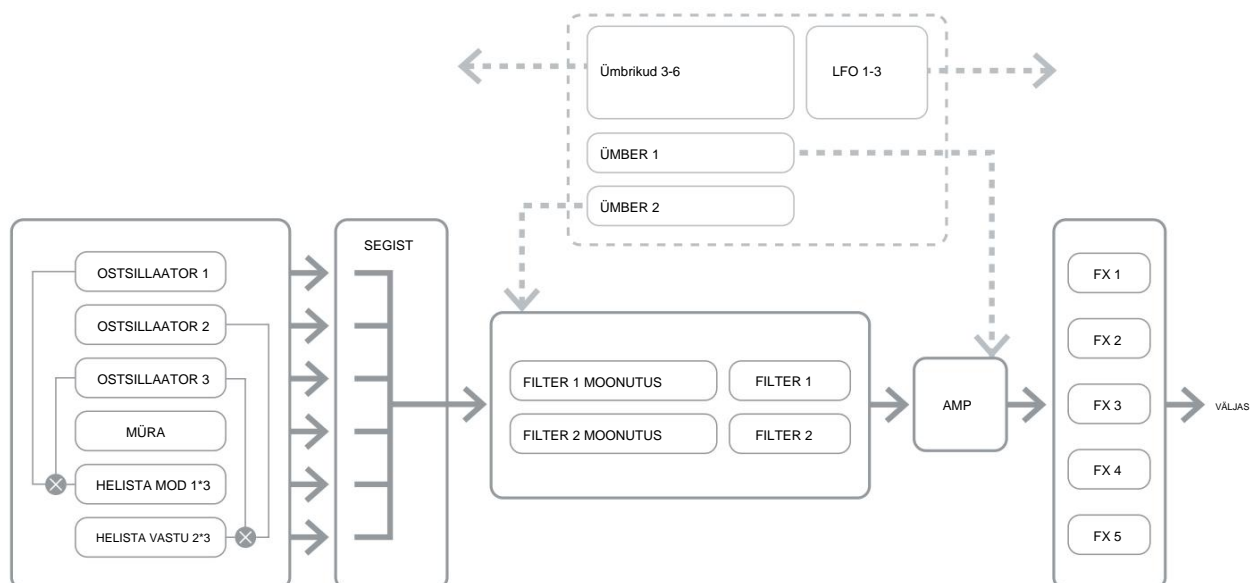 Ümbrikud 3-6
LFO 1-3
ÜMBER 1
ÜMBER 2
SEGIST
OSTSILLAATOR 1
OSTSILLAATOR 2
OSTSILLAATOR 3
MÜRA
HELISTA MOD 1*3
HELISTA VASTU 2*3
FILTER 1 MOONUTUS
FILTER 1
FILTER 2 MOONUTUS
FILTER 2
AMP
FX 1
FX 2
FX 3
FX 4
FX 5
VÄLJAS